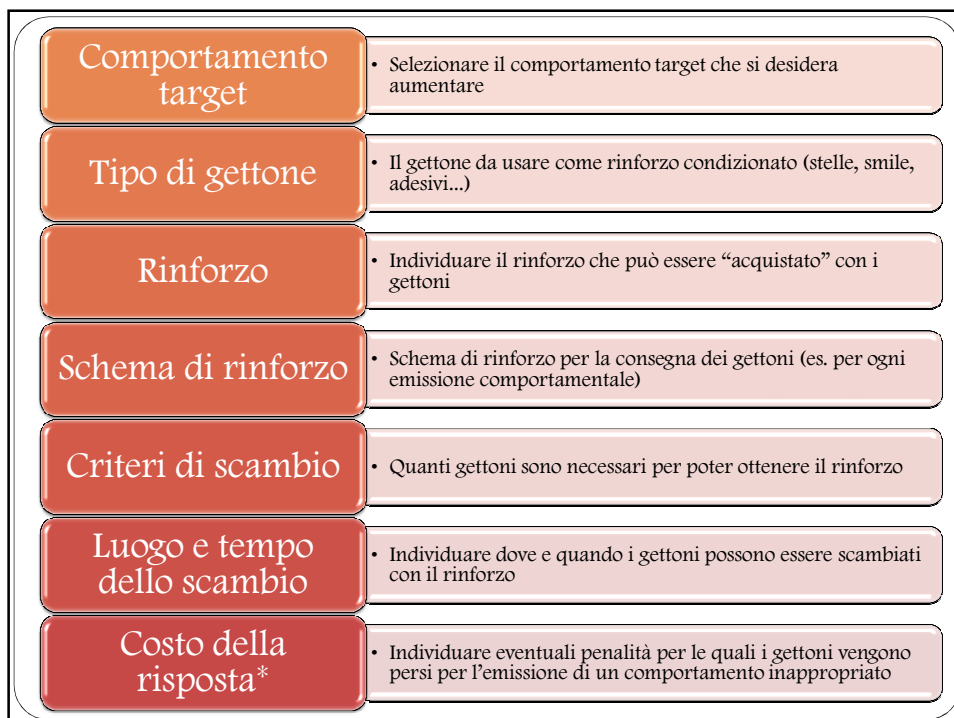 Comportamento
target
• Selezionare il comportamento target che si desidera
aumentare
Tipo di gettone
• Il gettone da usare come rinforzo condizionato (stelle, smile,
adesivi...)
Rinforzo
• Individuare il rinforzo che può essere “acquistato” con i
gettoni
Schema di rinforzo
• Schema di rinforzo per la consegna dei gettoni (es. per ogni
emissione comportamentale)
Criteri di scambio
• Quanti gettoni sono necessari per poter ottenere il rinforzo
Luogo e tempo
dello scambio
• Individuare dove e quando i gettoni possono essere scambiati
con il rinforzo
Costo della
risposta*
• Individuare eventuali penalità per le quali i gettoni vengono
persi per l’emissione di un comportamento inappropriato